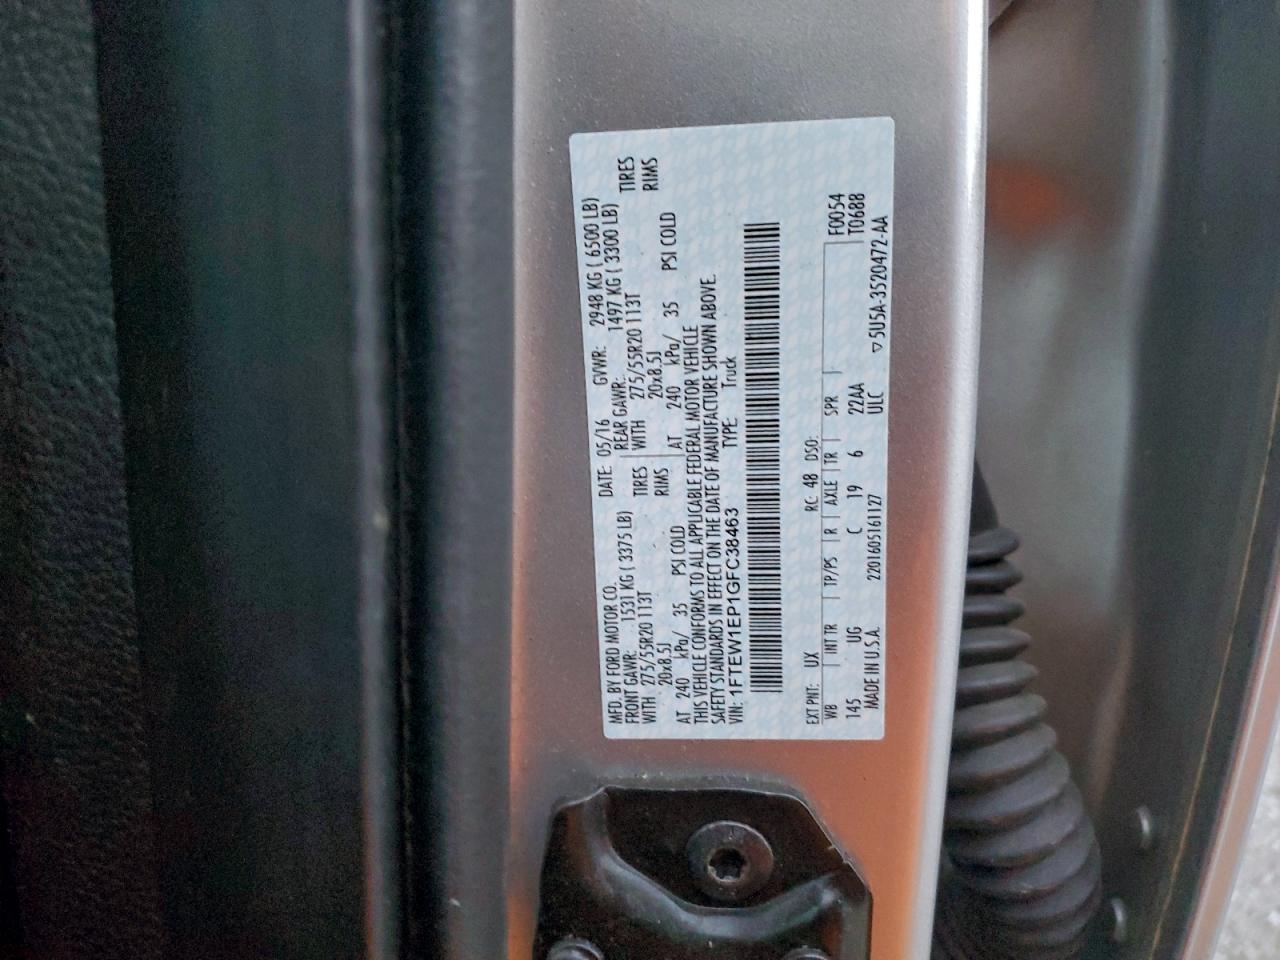 MFD. BY FORD MOTOR CO.
DATE: 05/16 GVWR: 2948 KG ( 6500 LB)
FRONT GAWR: 1531 KG ( 3375 LB) REAR GAWR: 1497 KG ( 3300 LB)
WITH 275/55R20 113T TIRES WITH 275/55R20 113T TIRES
20x8.5J RIMS 20x8.5J RIMS
AT 240 kPa/ 35 PSI COLD AT 240 kPa/ 35 PSI COLD
THIS VEHICLE CONFORMS TO ALL APPLICABLE FEDERAL MOTOR VEHICLE
SAFETY STANDARDS IN EFFECT ON THE DATE OF MANUFACTURE SHOWN ABOVE.
VIN: 1FTEW1EP1GFC38463 TYPE: Truck
EXT PNT: UX RC: 48 DSO: F0054
WB INT TR TP/PS R AXLE TR SPR T0688
145 UG C 19 6 22AA
MADE IN U.S.A. 2201605161127 ULC ▽5U5A-3520472-AA